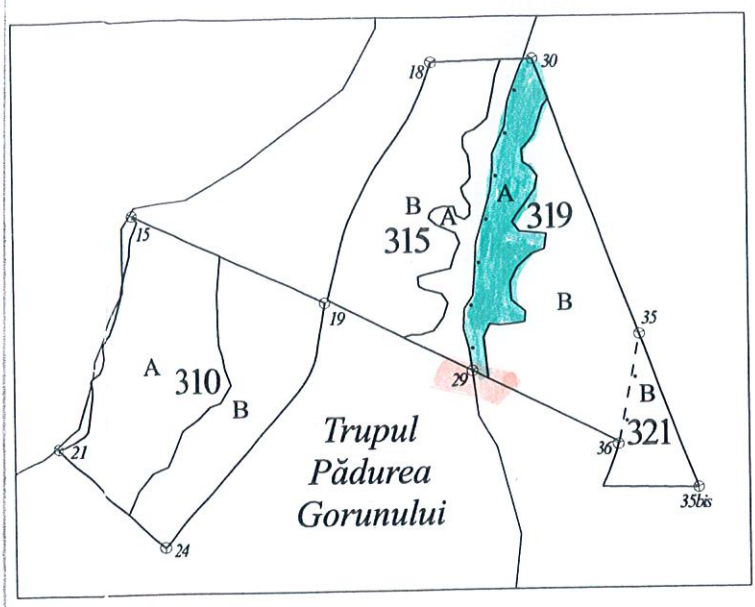 18
30
B A
315
A
319
B
15
19
35
B
A 310
B
29
36
321
21
35bis
24
Trupul
Pădurea
Gorunului